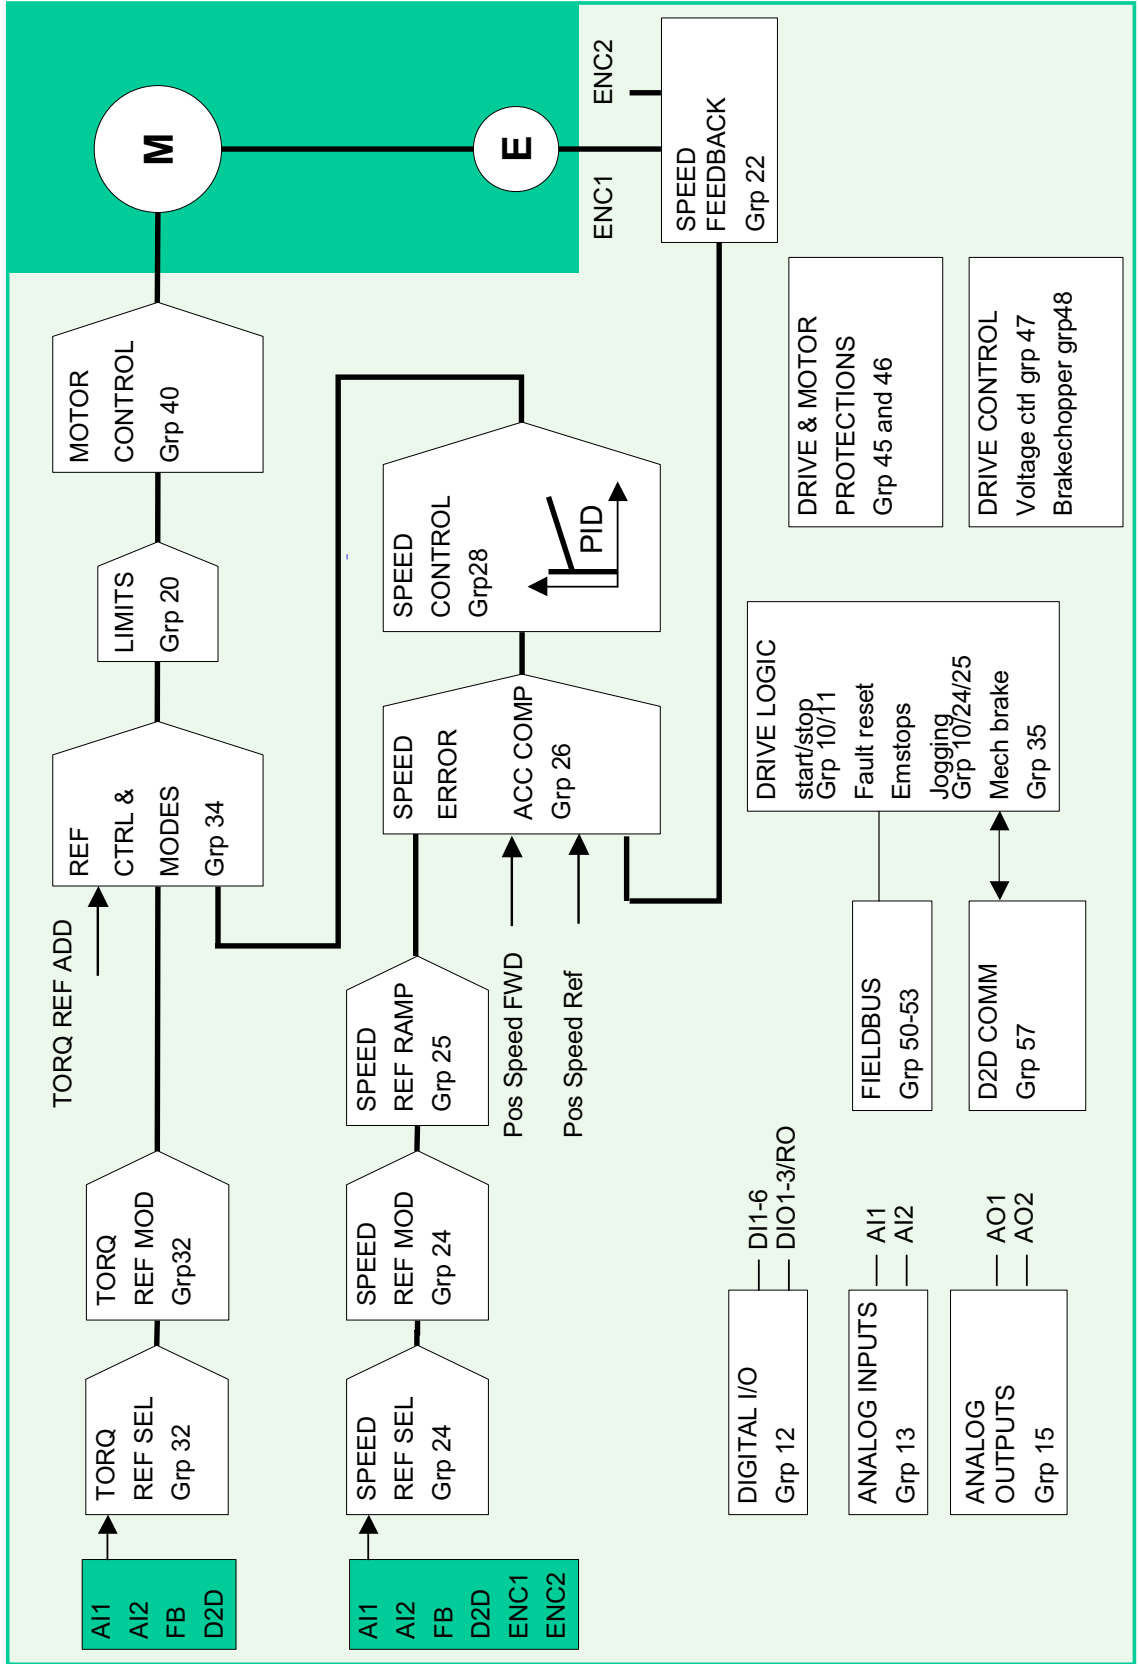 AI1
AI2
FB
D2D
TORQ
REF SEL
Grp 32
TORQ
REF MOD
Grp32
TORQ REF ADD
REF
CTRL &
MODES
Grp 34
LIMITS
Grp 20
MOTOR
CONTROL
Grp 40
M
AI1
AI2
FB
D2D
ENC1
ENC2
SPEED
REF SEL
Grp 24
SPEED
REF MOD
Grp 24
SPEED
REF RAMP
Grp 25
Pos Speed FWD
Pos Speed Ref
SPEED
ERROR
ACC COMP
Grp 26
SPEED
CONTROL
Grp28
PID
E
ENC1
ENC2
SPEED
FEEDBACK
Grp 22
DIGITAL I/O
Grp 12
DI1-6
DIO1-3/RO
ANALOG INPUTS
Grp 13
AI1
AI2
ANALOG
OUTPUTS
Grp 15
AO1
AO2
FIELDBUS
Grp 50-53
D2D COMM
Grp 57
DRIVE LOGIC
start/stop
Grp 10/11
Fault reset
Emstops
Jogging
Grp 10/24/25
Mech brake
Grp 35
DRIVE & MOTOR
PROTECTIONS
Grp 45 and 46
DRIVE CONTROL
Voltage ctrl grp 47
Brakechopper grp48